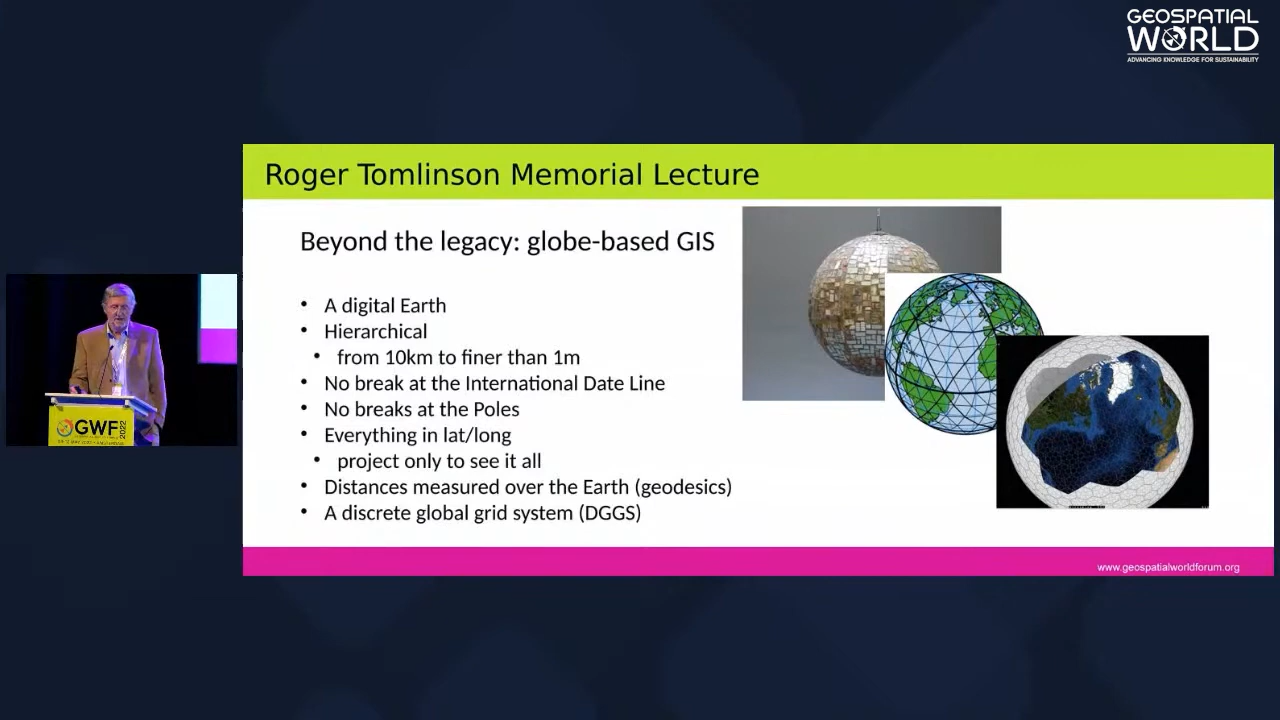 GEOSPATIAL
WORLD
ADVANCING KNOWLEDGE FOR SUSTAINABILITY
Roger Tomlinson Memorial Lecture
Beyond the legacy: globe-based GIS
• A digital Earth
• Hierarchical
• from 10km to finer than 1m
• No break at the International Date Line
• No breaks at the Poles
• Everything in lat/long
• project only to see it all
• Distances measured over the Earth (geodesics)
• A discrete global grid system (DGGS)
GWF 2022
www.geospatialworldforum.org